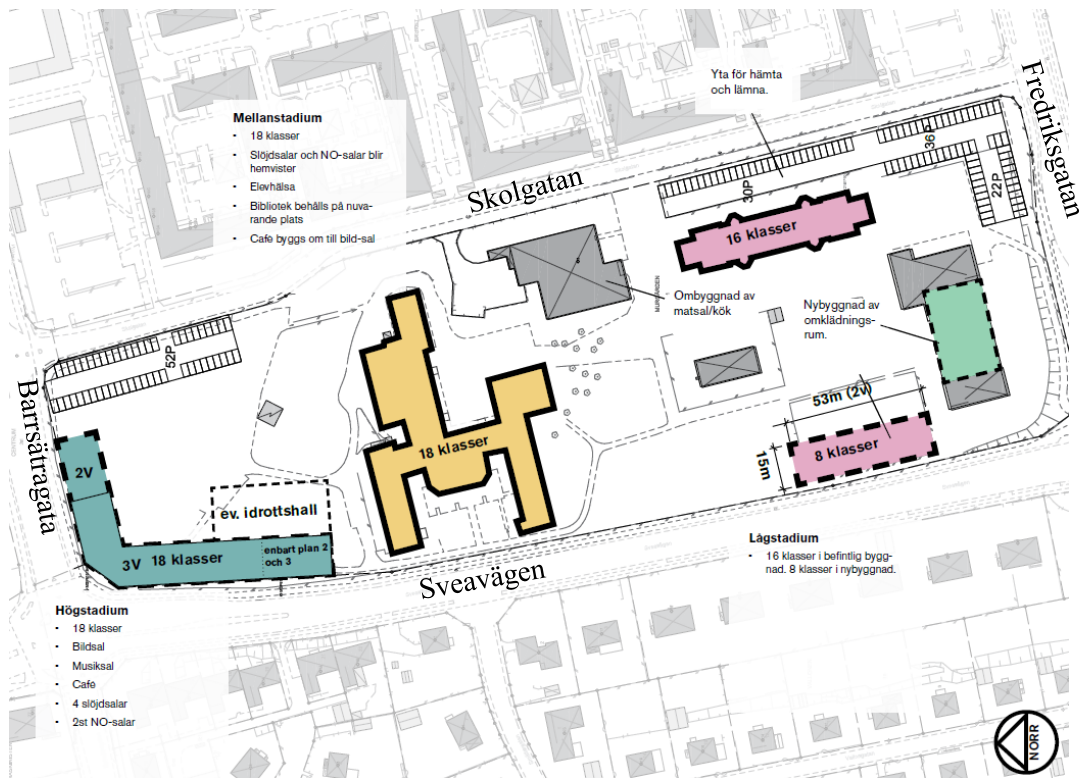 Mellanstadium
- 18 klasser
- Slöjdsalar och NO-salar blir
hemvister
- Elevhälsa
- Bibliotek behålls på nuva-
rande plats
- Cafe byggs om till bild-sal
Yta för hämta
och lämna.
Fredriksgatan
Skolgatan
36P
30P
22P
16 klasser
Ombyggnad av
matsal/kök
Nybyggnad av
omklädnings-
rum.
52P
Barrsätragata
53m (2v)
15m
8 klasser
18 klasser
2V
ev. idrottshall
3V 18 klasser
enbart plan 2
och 3
Sveavägen
Lågstadium
- 16 klasser i befintlig bygg-
nad. 8 klasser i nybyggnad.
Högstadium
- 18 klasser
- Bildsal
- Musiksal
- Café
- 4 slöjdsalar
- 2st NO-salar
NORR